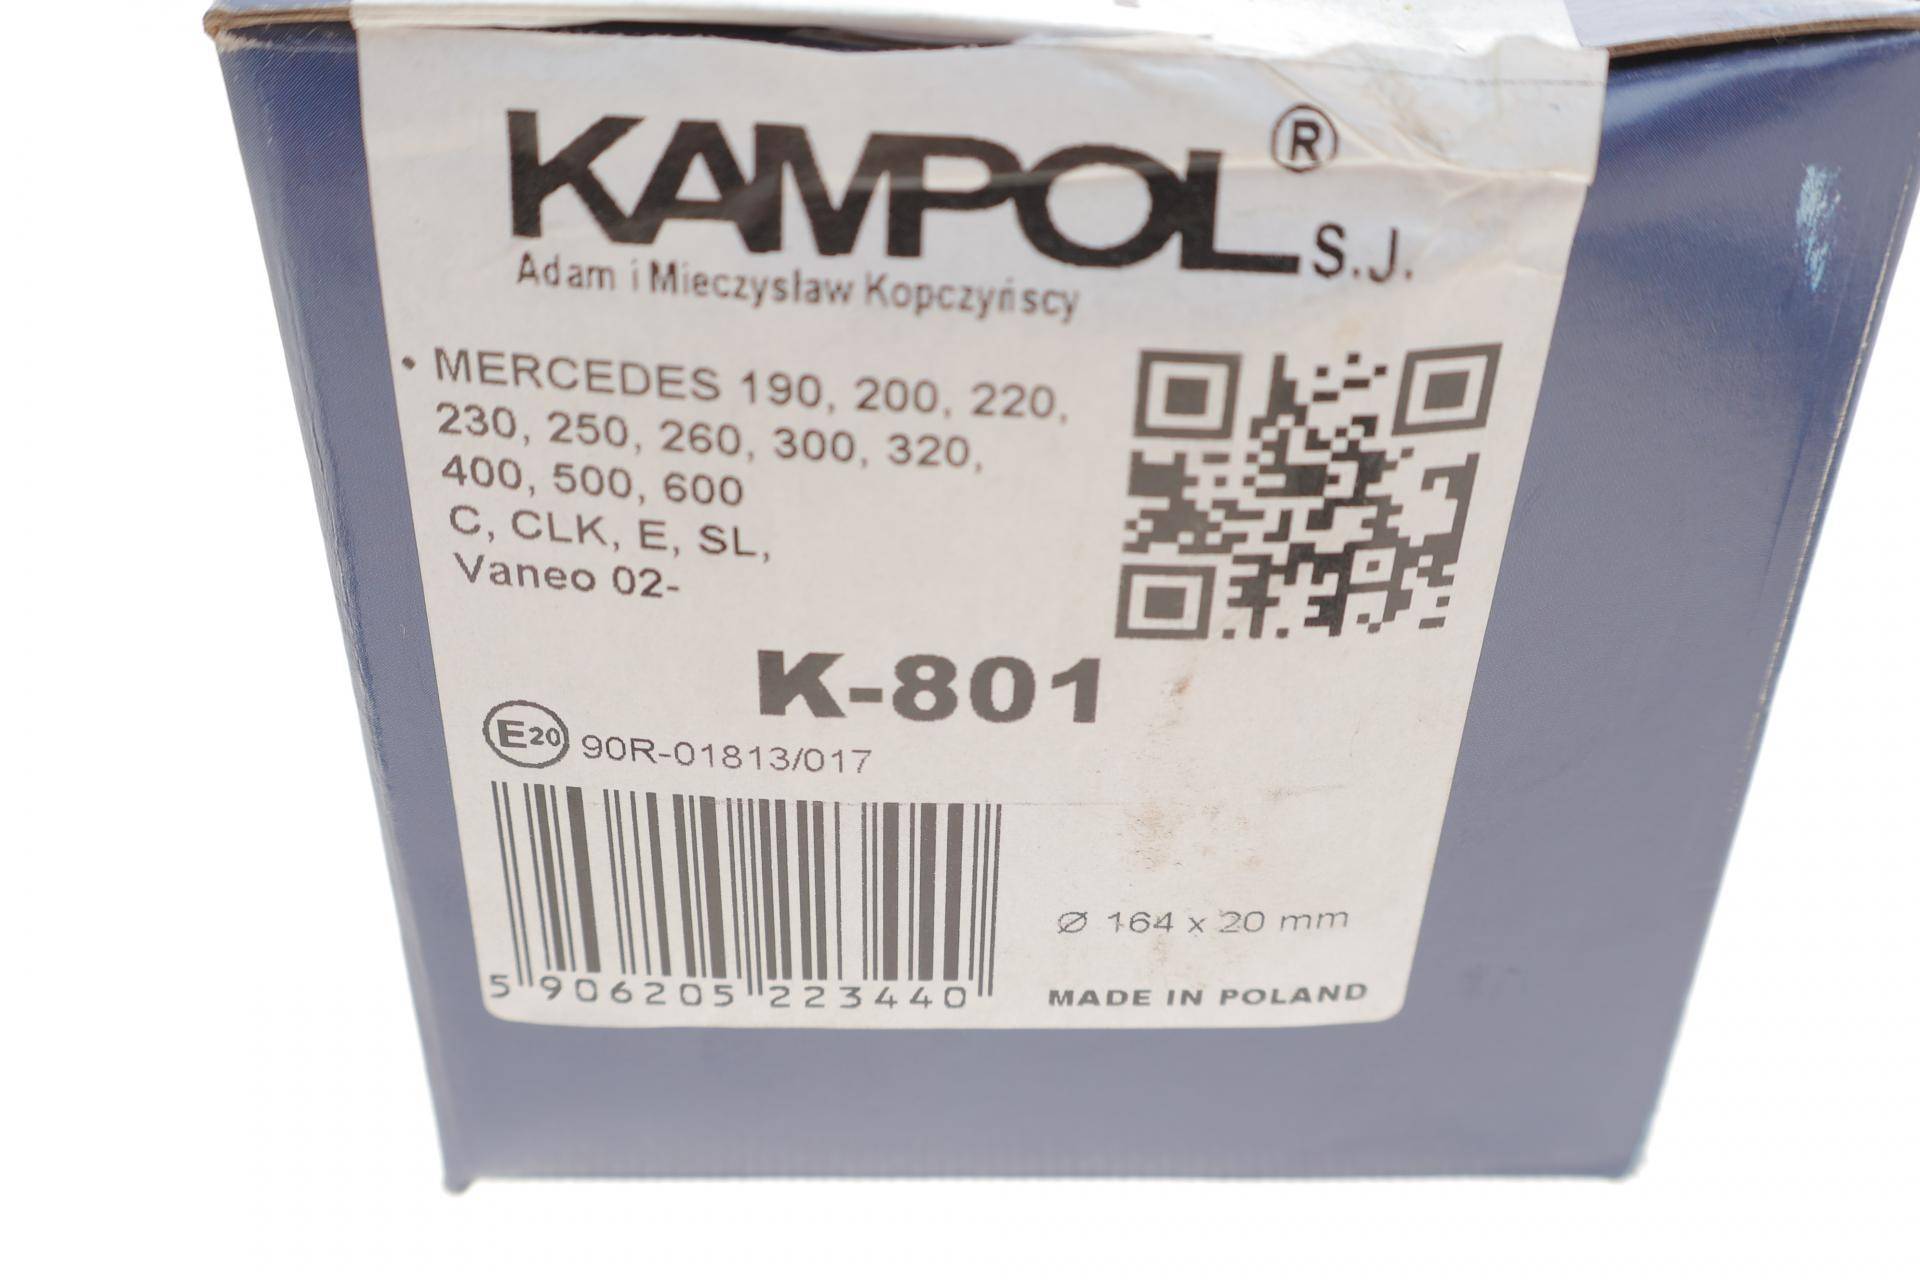 KAMPOL® S.J.
Adam i Mieczysław Kopczyńscy
• MERCEDES 190, 200, 220,
230, 250, 260, 300, 320,
400, 500, 600
C, CLK, E, SL,
Vaneo 02-
K-801
E20 90R-01813/017
5 906205 223440
Ø 164 x 20 mm
MADE IN POLAND